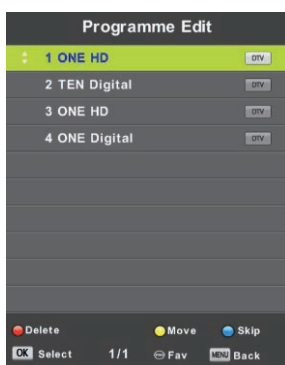 Programme Edit
1 ONE HD DTV
2 TEN Digital DTV
3 ONE HD DTV
4 ONE Digital DTV
Delete Move Skip
OK Select 1/1 Fav MENU Back